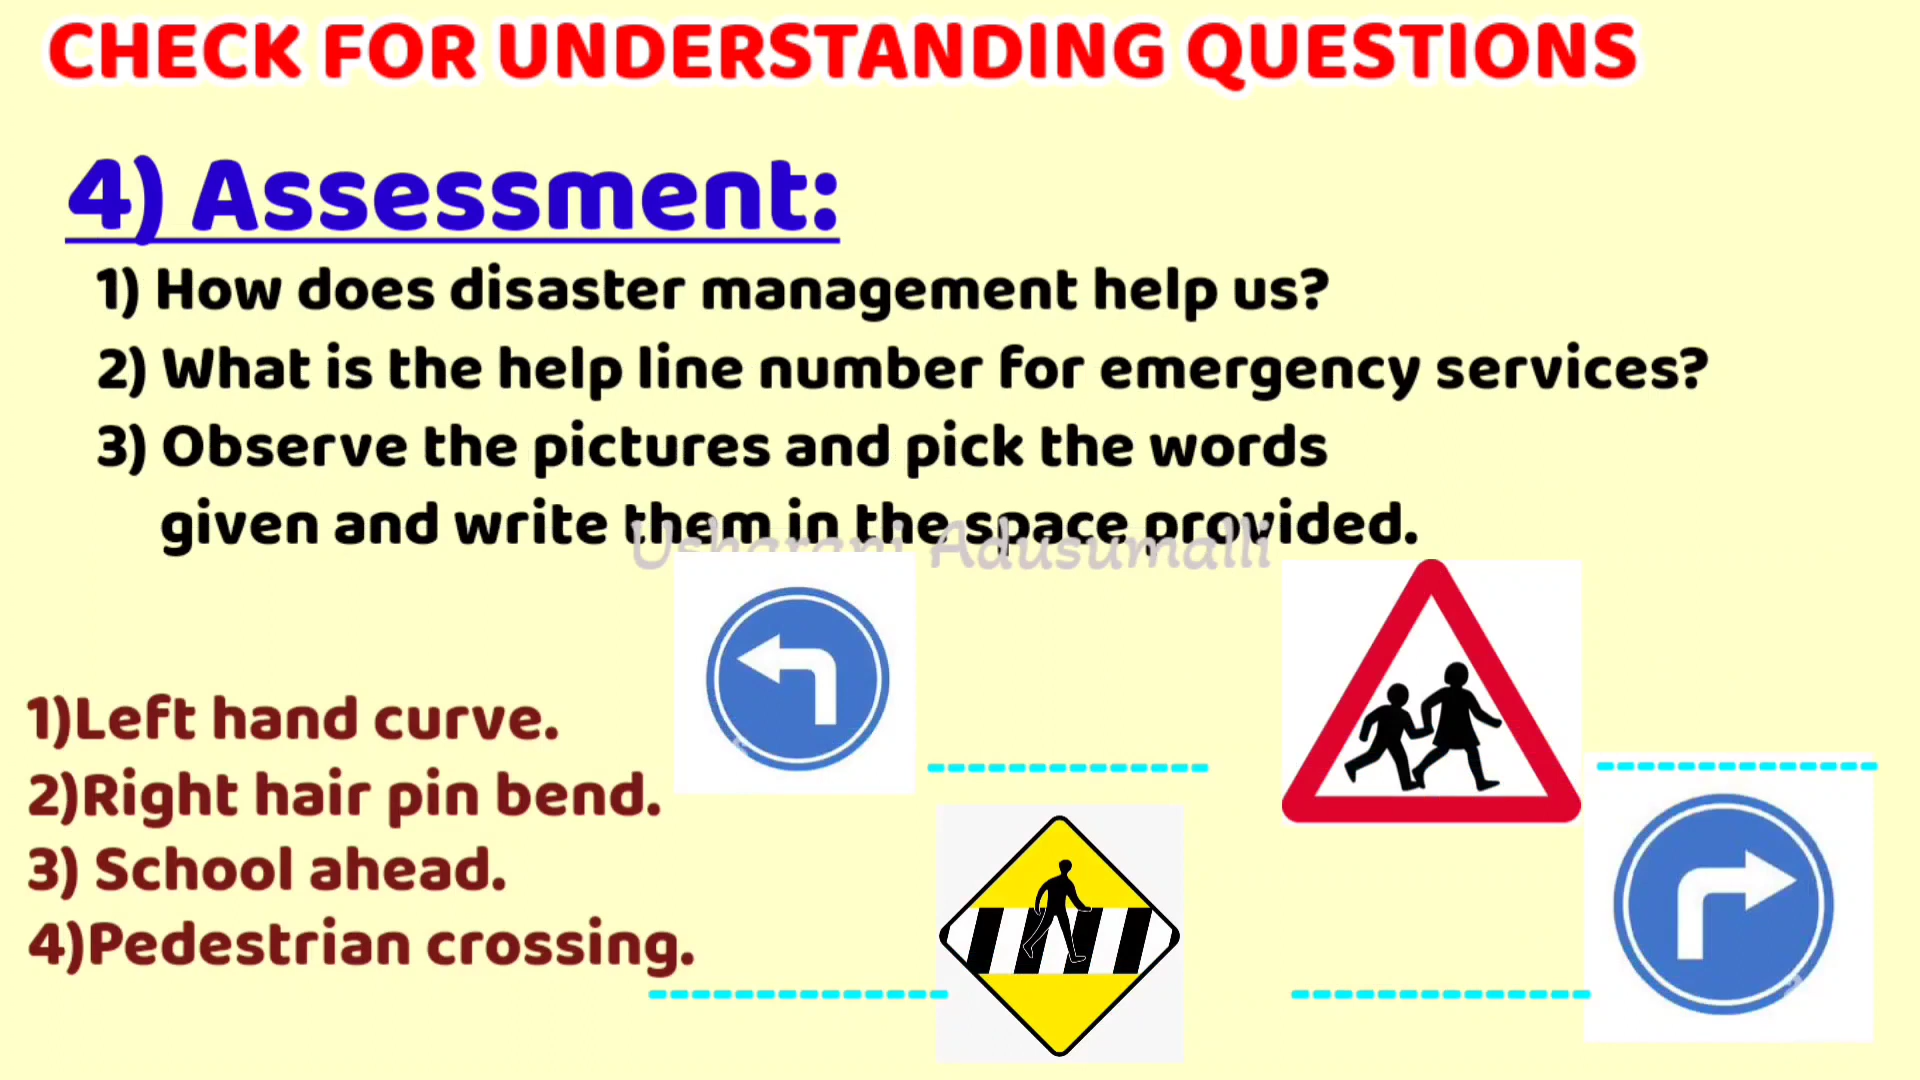 CHECK FOR UNDERSTANDING QUESTIONS
4) Assessment:
1) How does disaster management help us?
2) What is the help line number for emergency services?
3) Observe the pictures and pick the words
given and write them in the space provided.
Usharani Adusumalli
1)Left hand curve.
2)Right hair pin bend.
3) School ahead.
4)Pedestrian crossing.